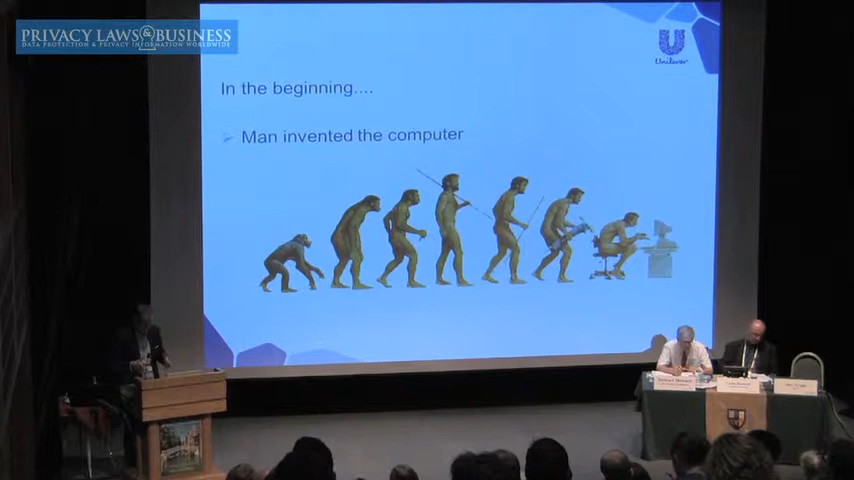 PRIVACY LAWS & BUSINESS
DATA PROTECTION & PRIVACY INFORMATION WORLDWIDE
Unilever
In the beginning....
Man invented the computer